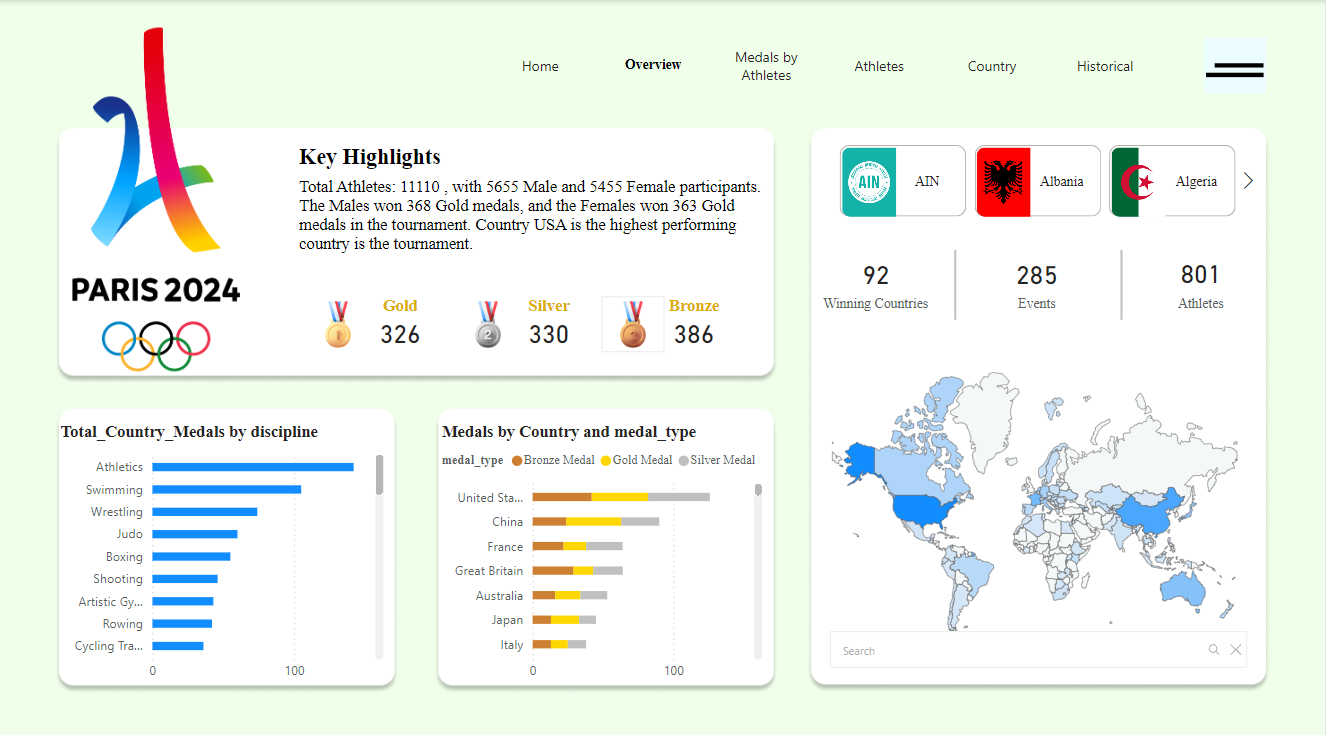 Home
Overview
Medals by
Athletes
Athletes
Country
Historical
PARIS 2024
Key Highlights
Total Athletes: 11110 , with 5655 Male and 5455 Female participants.
The Males won 368 Gold medals, and the Females won 363 Gold
medals in the tournament. Country USA is the highest performing
country is the tournament.
1
Gold
326
2
Silver
330
Bronze
386
AIN
AIN
Albania
Algeria
92
Winning Countries
285
Events
801
Athletes
Total_Country_Medals by discipline
Athletics
Swimming
Wrestling
Judo
Boxing
Shooting
Artistic Gy...
Rowing
Cycling Tra...
0 100
Medals by Country and medal_type
medal_type Bronze Medal Gold Medal Silver Medal
United Sta...
China
France
Great Britain
Australia
Japan
Italy
0 100
Search